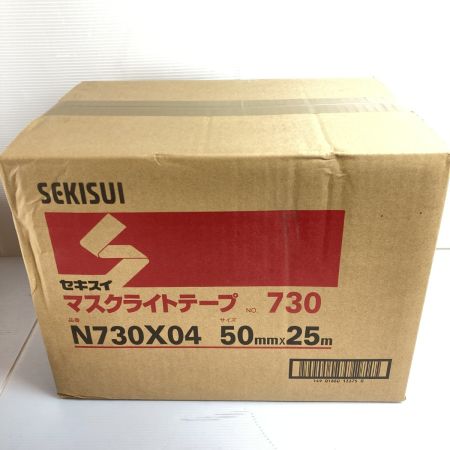 SEKISUI
セキスイ
マスクライトテープ NO. 730
品番 サイズ
N730X04 50mm×25m